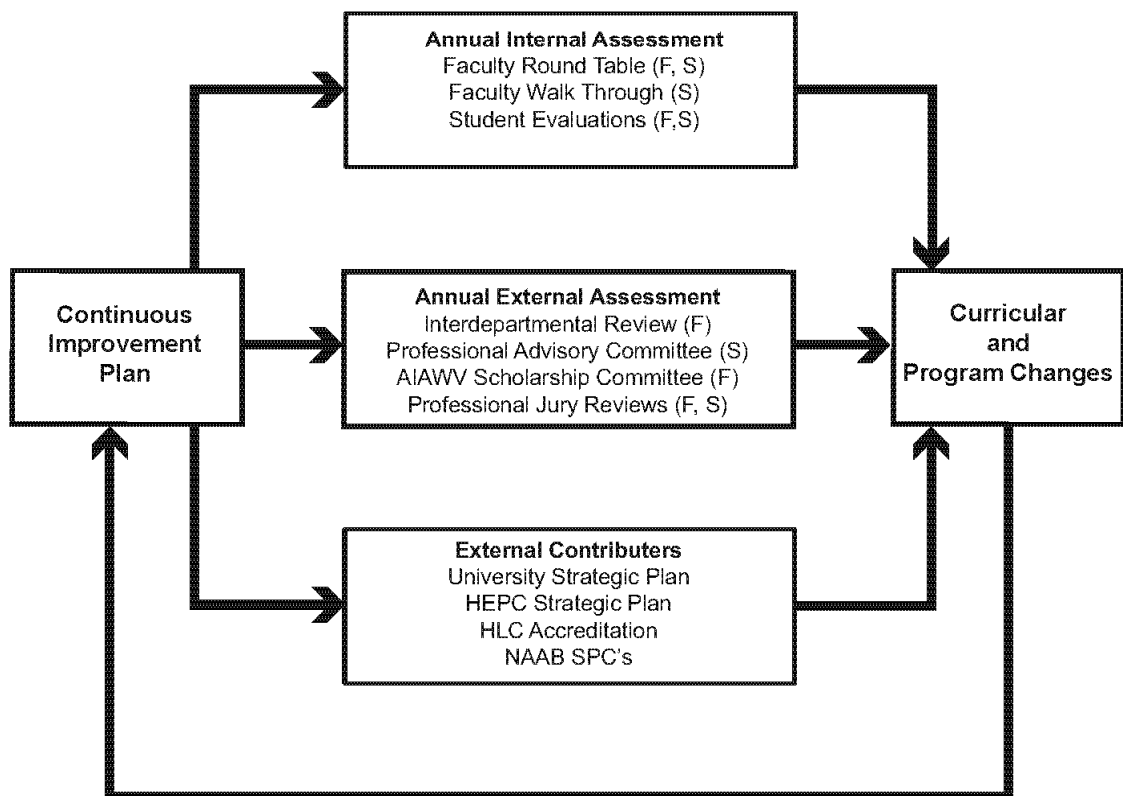 Annual Internal Assessment
Faculty Round Table (F, S)
Faculty Walk Through (S)
Student Evaluations (F,S)
Continuous
Improvement
Plan
Annual External Assessment
Interdepartmental Review (F)
Professional Advisory Committee (S)
AIAWV Scholarship Committee (F)
Professional Jury Reviews (F, S)
Curricular
and
Program Changes
External Contributers
University Strategic Plan
HEPC Strategic Plan
HLC Accreditation
NAAB SPC's